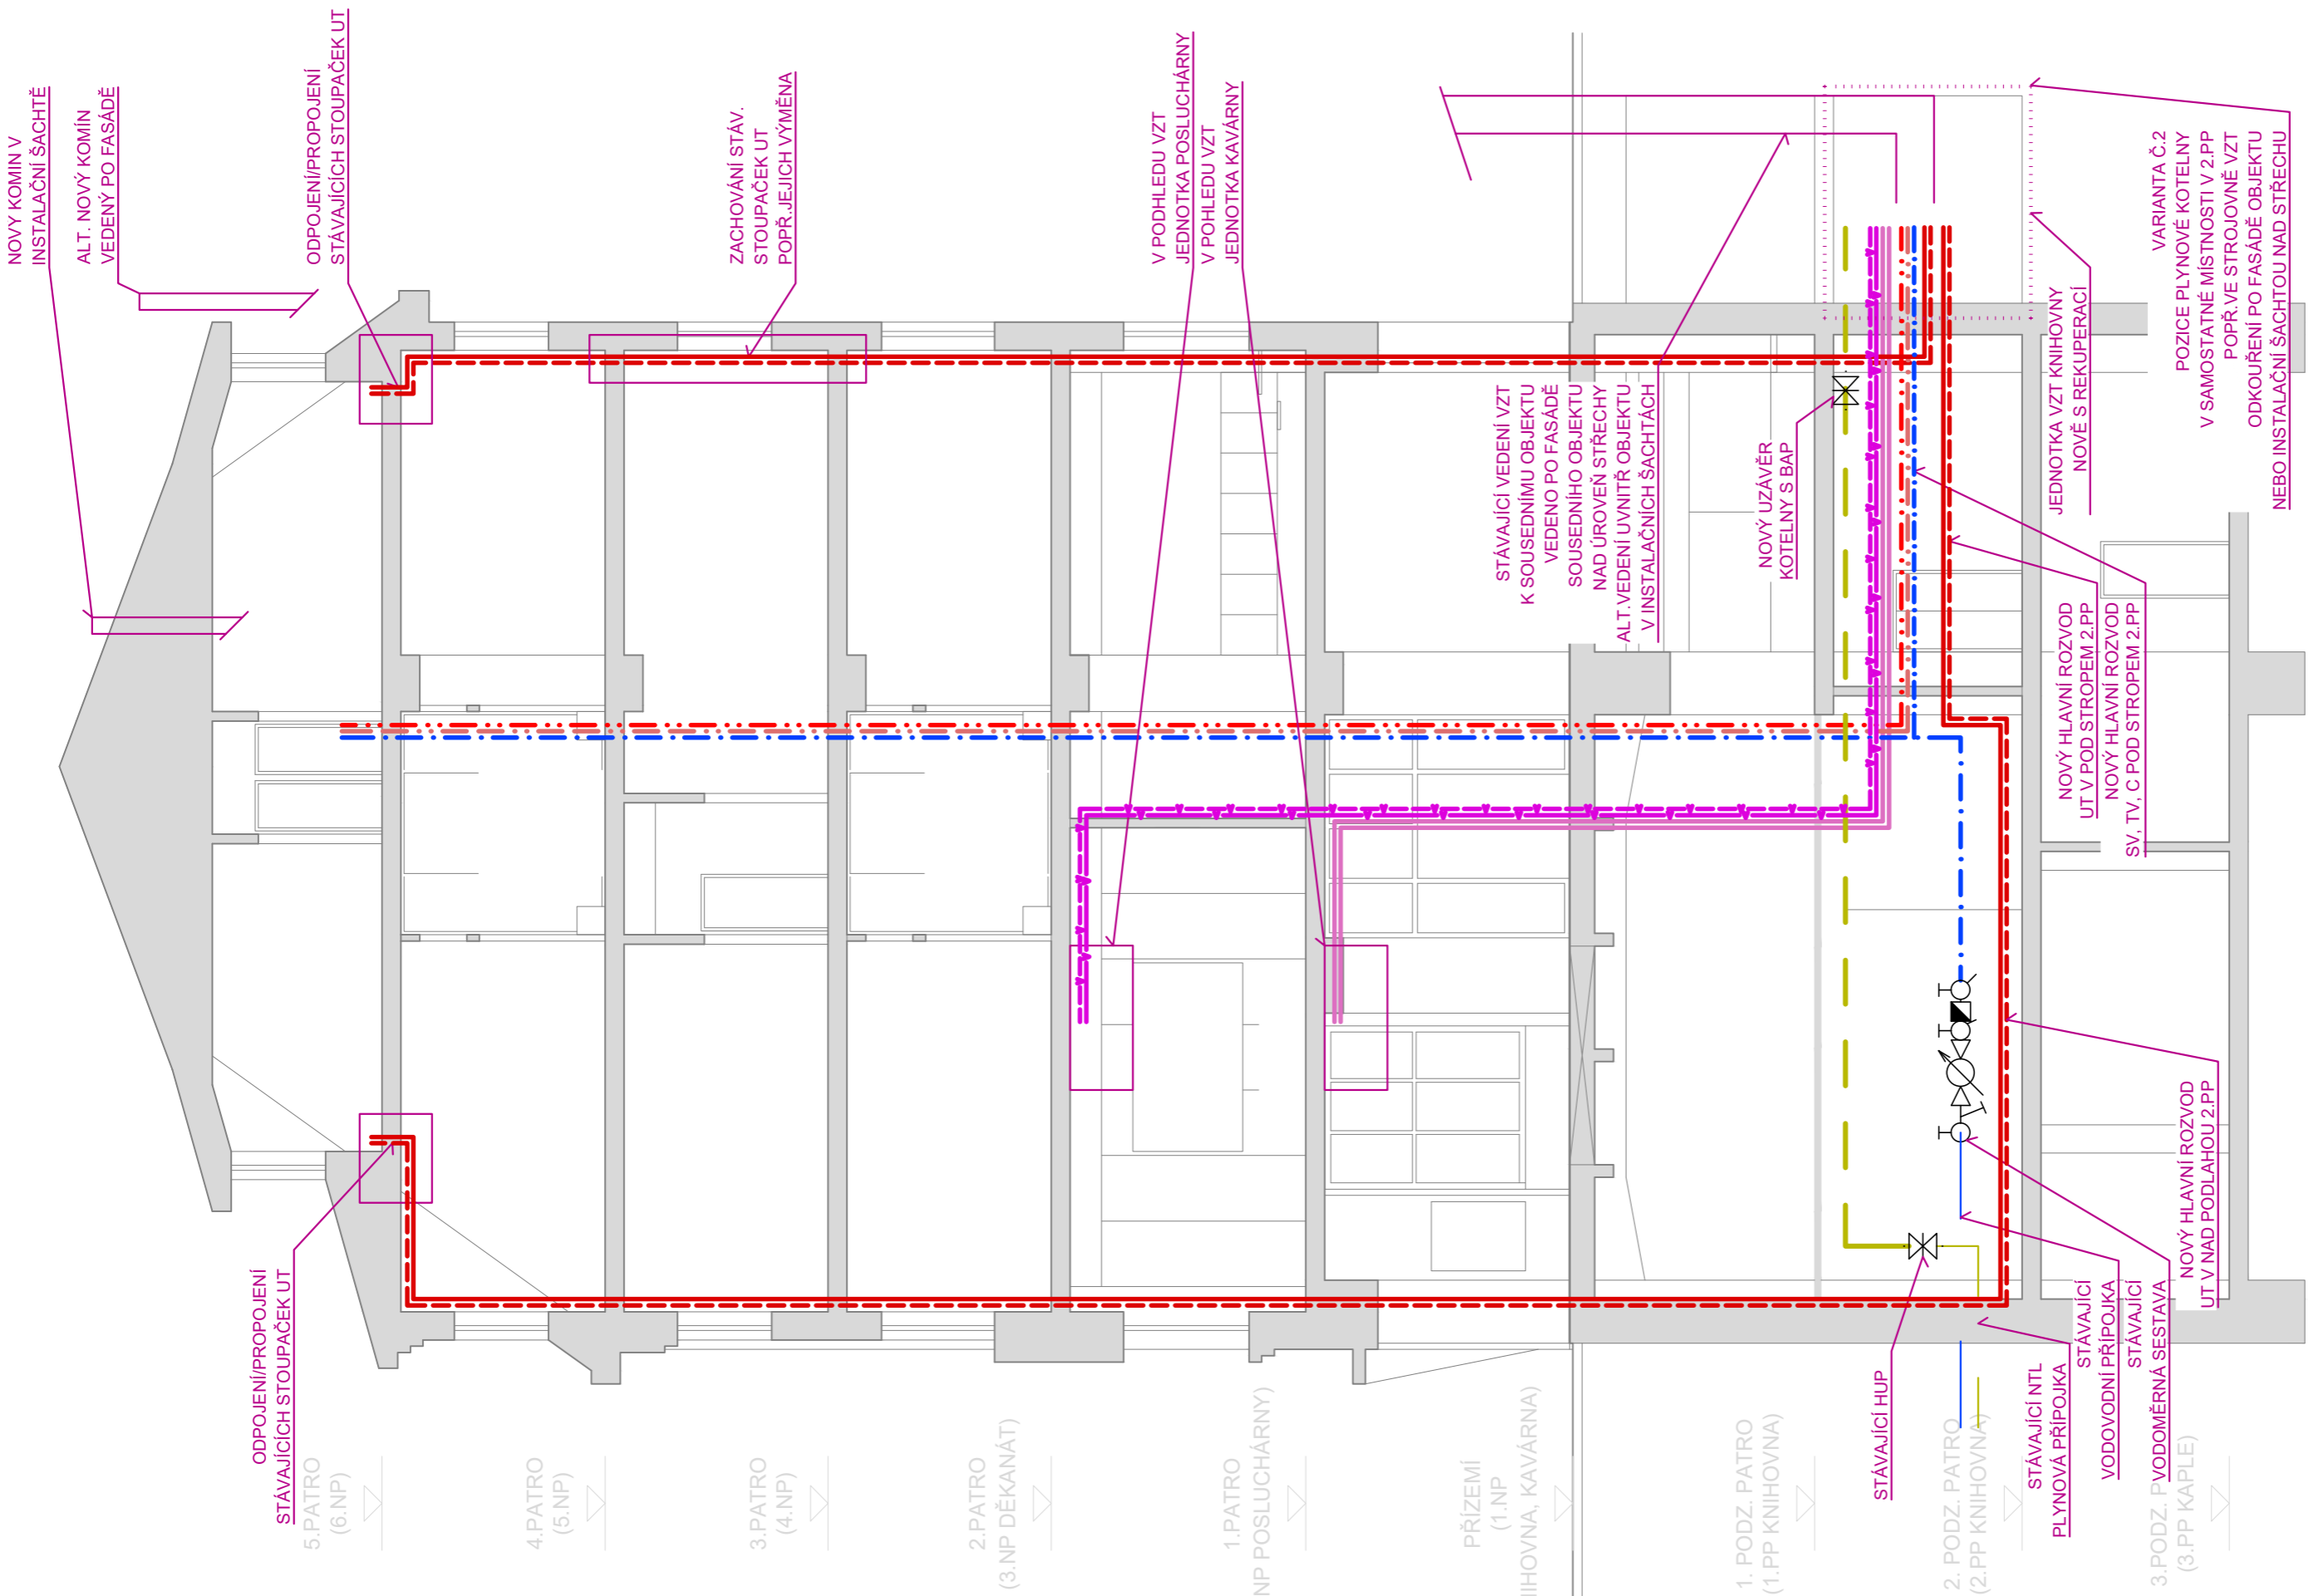 NOVÝ KOMÍN V
INSTALAČNÍ ŠACHTĚ
ALT. NOVÝ KOMÍN
VEDENÝ PO FASÁDĚ
ODPOJENÍ/PROPOJENÍ
STÁVAJÍCÍCH STOUPAČEK UT
ZACHOVÁNÍ STÁV.
STOUPAČEK UT
POPŘ.JEJICH VÝMĚNA
V PODHLEDU VZT
JEDNOTKA POSLUCHÁRNY
V POHLEDU VZT
JEDNOTKA KAVÁRNY
STÁVAJÍCÍ VEDENÍ VZT
K SOUSEDNÍMU OBJEKTU
VEDENO PO FASÁDĚ
SOUSEDNÍHO OBJEKTU
NAD ÚROVEŇ STŘECHY
ALT.VEDENÍ UVNITŘ OBJEKTU
V INSTALAČNÍCH ŠACHTÁCH
NOVÝ UZÁVĚR
KOTELNY S BAP
JEDNOTKA VZT KNIHOVNY
NOVĚ S REKUPERACÍ
VARIANTA Č.2
POZICE PLYNOVÉ KOTELNY
V SAMOSTATNÉ MÍSTNOSTI V 2.PP
POPŘ.VE STROJOVNĚ VZT
ODKOUŘENÍ PO FASÁDĚ OBJEKTU
NEBO INSTALAČNÍ ŠACHTOU NAD STŘECHU
NOVÝ HLAVNÍ ROZVOD
UT V POD STROPEM 2.PP
NOVÝ HLAVNÍ ROZVOD
SV, TV, C POD STROPEM 2.PP
NOVÝ HLAVNÍ ROZVOD
UT V NAD PODLAHOU 2.PP
ODPOJENÍ/PROPOJENÍ
STÁVAJÍCÍCH STOUPAČEK UT
STÁVAJÍCÍ HUP
STÁVAJÍCÍ NTL
PLYNOVÁ PŘÍPOJKA
STÁVAJÍCÍ
VODOVODNÍ PŘÍPOJKA
STÁVAJÍCÍ
VODOMĚRNÁ SESTAVA
5.PATRO
(6.NP)
4.PATRO
(5.NP)
3.PATRO
(4.NP)
2.PATRO
(3.NP DĚKANÁT)
1.PATRO
NP POSLUCHÁRNY)
PŘÍZEMÍ
(1.NP
IHOVNA, KAVÁRNA)
1. PODZ. PATRO
(1.PP KNIHOVNA)
2. PODZ. PATRO
(2.PP KNIHOVNA)
3.PODZ. PATRO
(3.PP KAPLE)